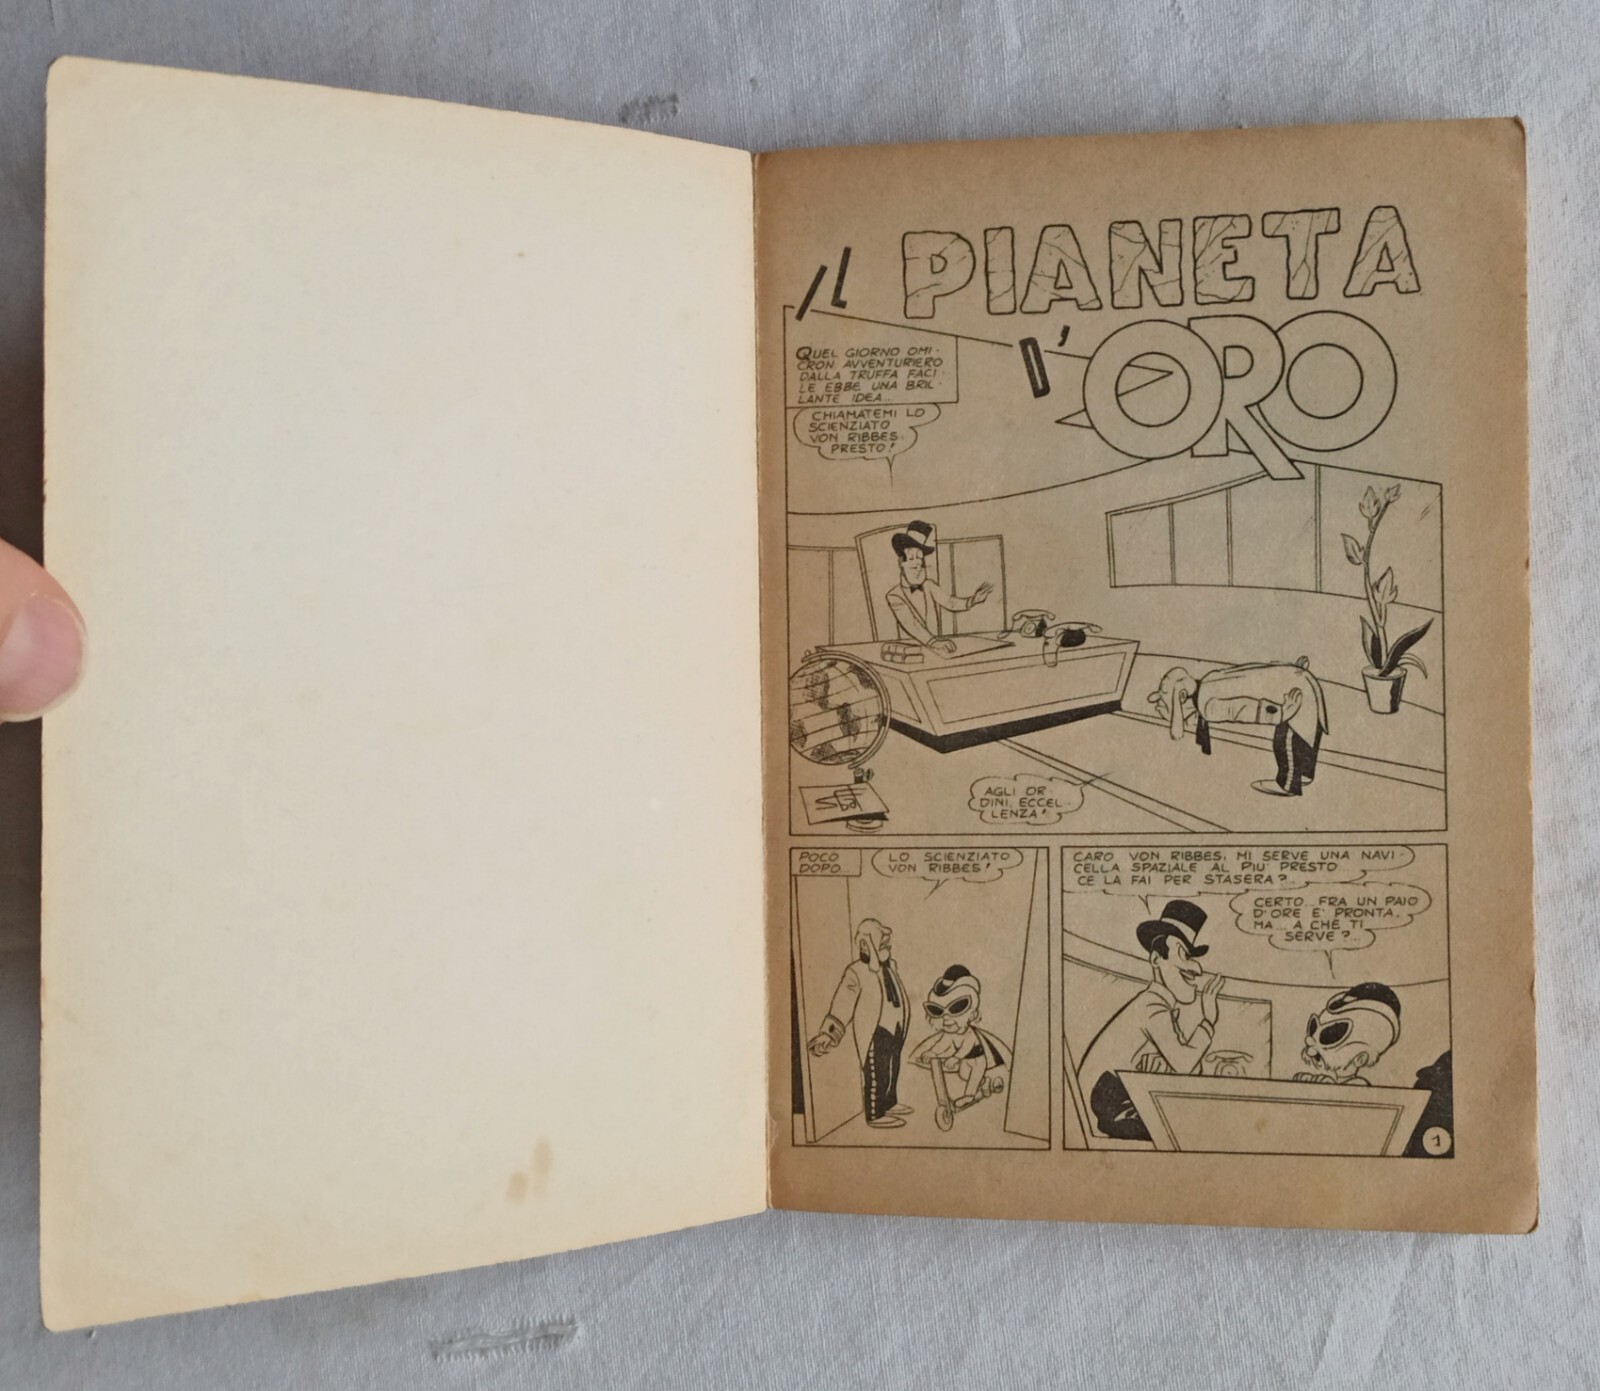 IL PIANETA
D'ORO
QUEL GIORNO OMI-
CRON AVVENTURIERO
DALLA TRUFFA FACI-
LE EBBE UNA BRIL-
LANTE IDEA...
CHIAMATEMI LO
SCIENZIATO
VON RIBBES.
PRESTO!
AGLI OR-
DINI, ECCEL-
LENZA!
POCO
DOPO...
LO SCIENZIATO
VON RIBBES!
CARO VON RIBBES, MI SERVE UNA NAVI-
CELLA SPAZIALE AL PIU' PRESTO
CE LA FAI PER STASERA?...
CERTO... FRA UN PAIO
D'ORE E' PRONTA.
MA... A CHE TI
SERVE?...
1